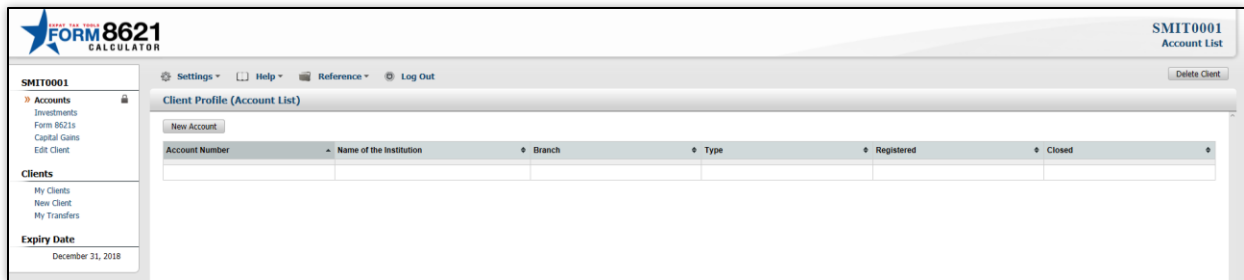 EXPAT TAX TOOLS
FORM 8621
CALCULATOR
SMIT0001
Account List
SMIT0001
» Accounts
Investments
Form 8621s
Capital Gains
Edit Client
Clients
My Clients
New Client
My Transfers
Expiry Date
December 31, 2018
Settings Help Reference Log Out
Delete Client
Client Profile (Account List)
New Account
Account Number Name of the Institution Branch Type Registered Closed